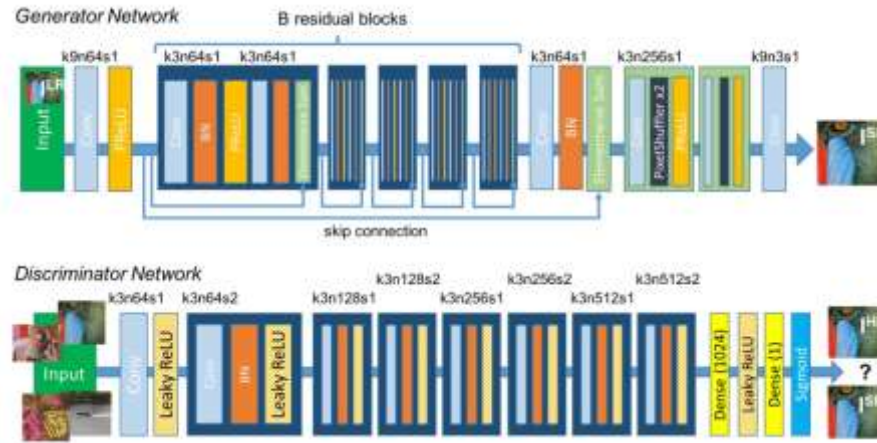 Generator Network
B residual blocks
k9n64s1 k3n64s1 k3n64s1 k3n64s1 k3n256s1 k9n3s1
LR
Input
Conv
PReLU
Conv
BN
PReLU
Elementwise Sum
Conv
BN
Elementwise Sum
Conv
PixelShuffler x2
PReLU
Conv
skip connection
Discriminator Network
k3n128s2 k3n256s2 k3n512s2
k3n64s1 k3n64s2 k3n128s1 k3n256s1 k3n512s1
Input
Conv
Leaky ReLU
Conv
BN
Leaky ReLU
Dense (1024)
Leaky ReLU
Dense (1)
Sigmoid
?